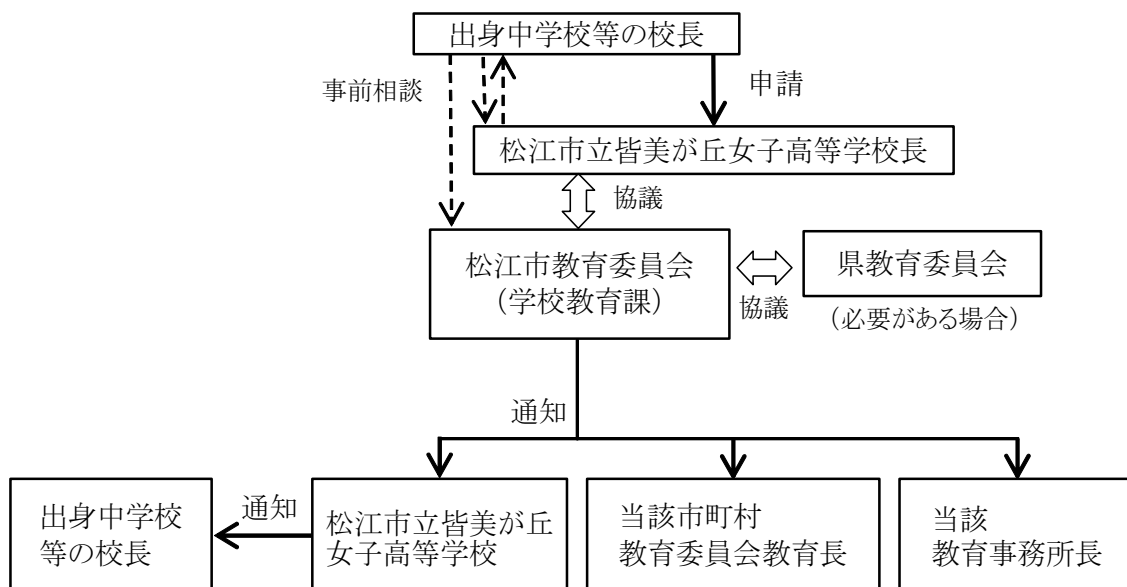 出身中学校等の校長
事前相談
申請
松江市立皆美が丘女子高等学校長
協議
松江市教育委員会
（学校教育課）
協議
県教育委員会
（必要がある場合）
通知
出身中学校
等の校長
通知
松江市立皆美が丘
女子高等学校
当該市町村
教育委員会教育長
当該
教育事務所長